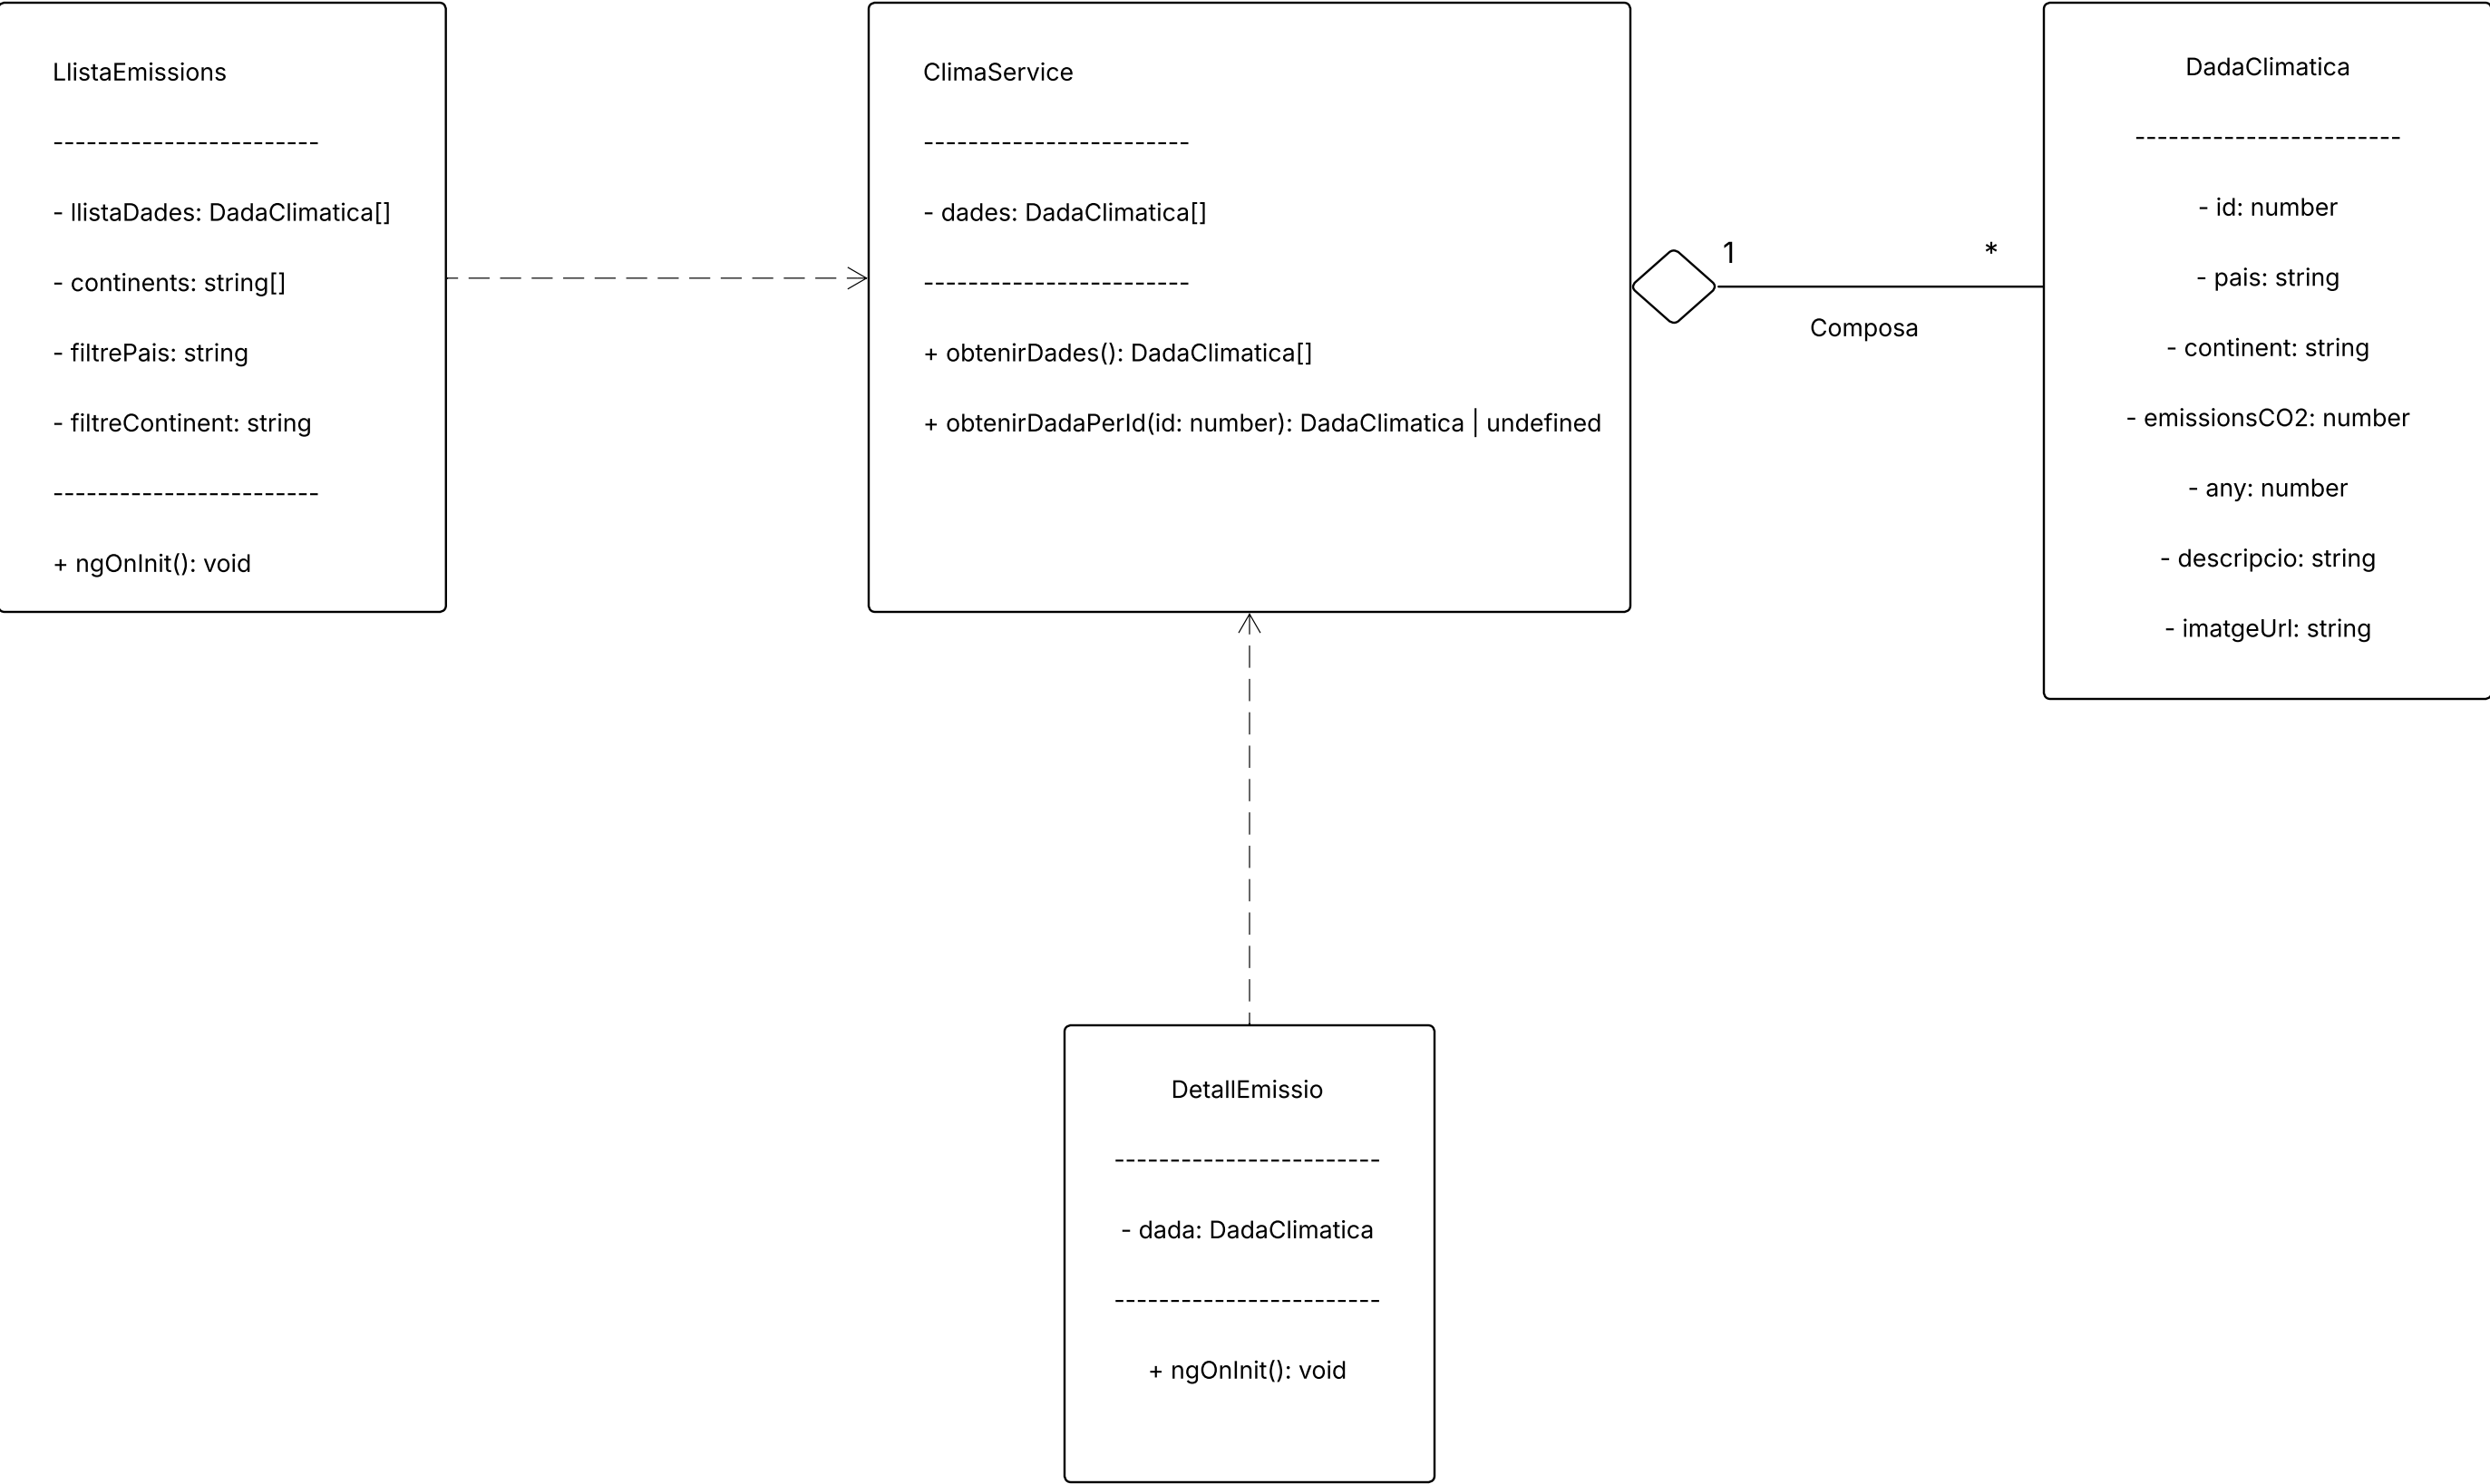 LlistaEmissions
------------------------
- llistaDades: DadaClimatica[]
- continents: string[]
- filtrePais: string
- filtreContinent: string
------------------------
+ ngOnInit(): void
ClimaService
------------------------
- dades: DadaClimatica[]
------------------------
+ obtenirDades(): DadaClimatica[]
+ obtenirDadaPerId(id: number): DadaClimatica | undefined
1
*
Composa
DadaClimatica
------------------------
- id: number
- pais: string
- continent: string
- emissionsCO2: number
- any: number
- descripcio: string
- imatgeUrl: string
DetallEmissio
------------------------
- dada: DadaClimatica
------------------------
+ ngOnInit(): void